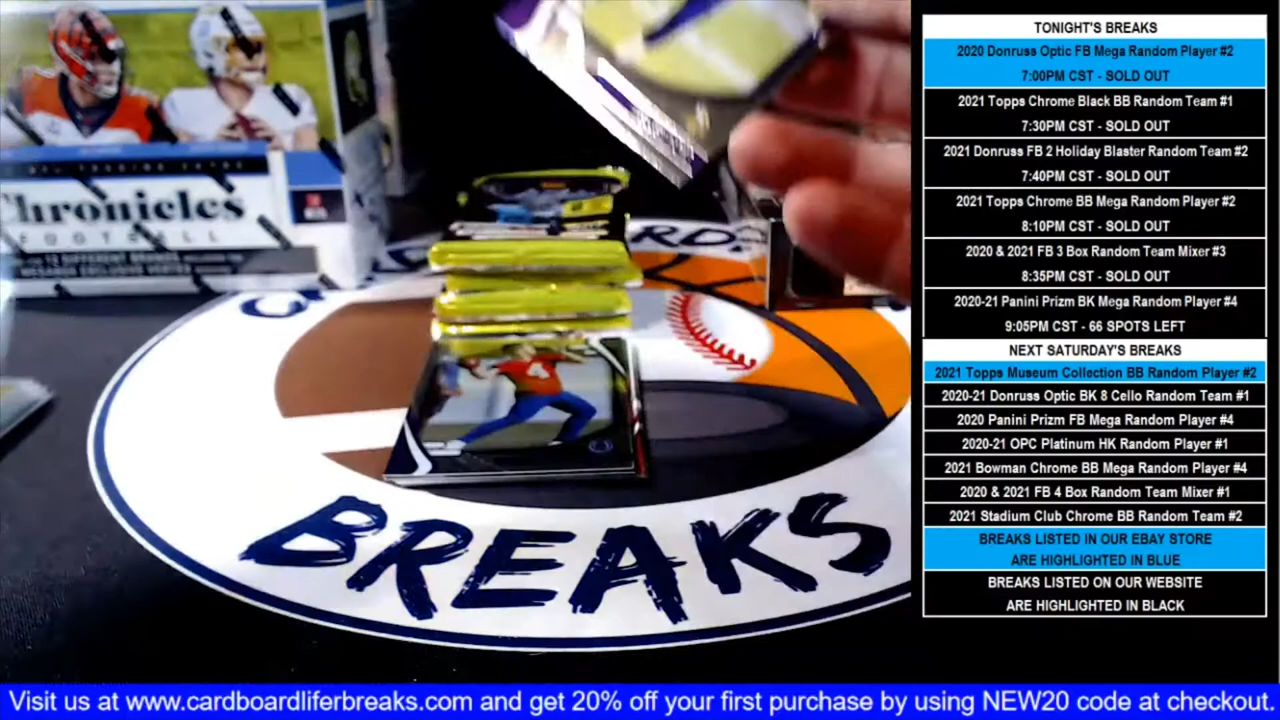 TONIGHT'S BREAKS
2020 Donruss Optic FB Mega Random Player #2
7:00PM CST - SOLD OUT
2021 Topps Chrome Black BB Random Team #1
7:30PM CST - SOLD OUT
2021 Donruss FB 2 Holiday Blaster Random Team #2
7:40PM CST - SOLD OUT
2021 Topps Chrome BB Mega Random Player #2
8:10PM CST - SOLD OUT
2020 & 2021 FB 3 Box Random Team Mixer #3
8:35PM CST - SOLD OUT
2020-21 Panini Prizm BK Mega Random Player #4
9:05PM CST - 66 SPOTS LEFT
NEXT SATURDAY'S BREAKS
2021 Topps Museum Collection BB Random Player #2
2020-21 Donruss Optic BK 8 Cello Random Team #1
2020 Panini Prizm FB Mega Random Player #4
2020-21 OPC Platinum HK Random Player #1
2021 Bowman Chrome BB Mega Random Player #4
2020 & 2021 FB 4 Box Random Team Mixer #1
2021 Stadium Club Chrome BB Random Team #2
BREAKS LISTED IN OUR EBAY STORE
ARE HIGHLIGHTED IN BLUE
BREAKS LISTED ON OUR WEBSITE
ARE HIGHLIGHTED IN BLACK
Chronicles
FOOTBALL
4
BREAKS
Visit us at www.cardboardliferbreaks.com and get 20% off your first purchase by using NEW20 code at checkout.